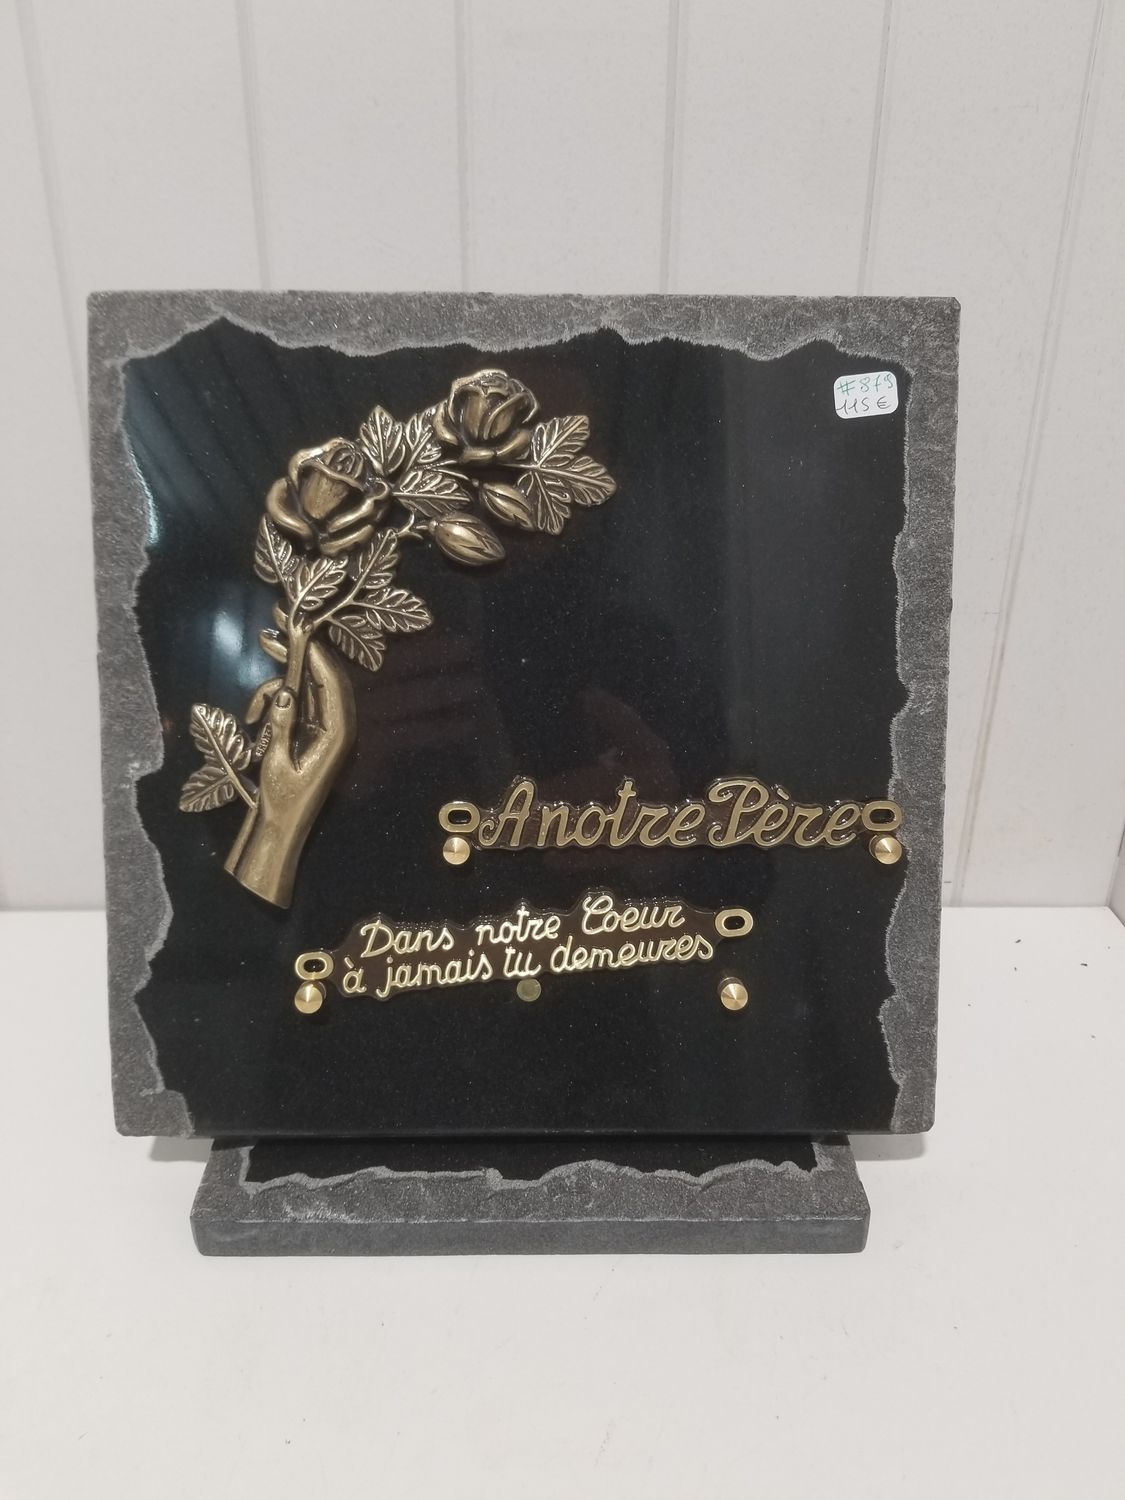 #879
115 €
A notre Père
Dans notre Coeur
à jamais tu demeures